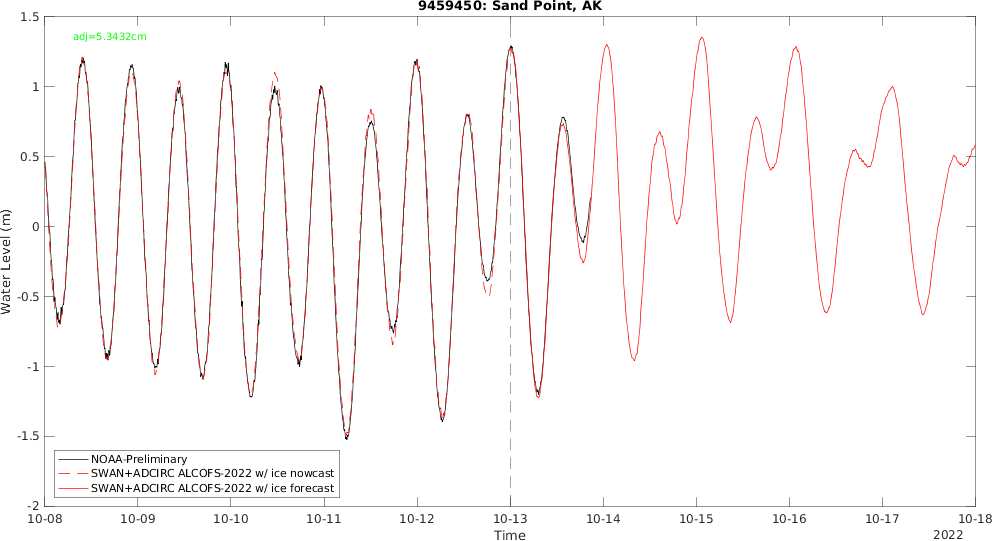 9459450: Sand Point, AK
adj=5.3432cm
1.5
1
0.5
0
-0.5
-1
-1.5
-2
Water Level (m)
NOAA-Preliminary
SWAN+ADCIRC ALCOFS-2022 w/ ice nowcast
SWAN+ADCIRC ALCOFS-2022 w/ ice forecast
10-08 10-09 10-10 10-11 10-12 10-13 10-14 10-15 10-16 10-17 10-18
Time
2022